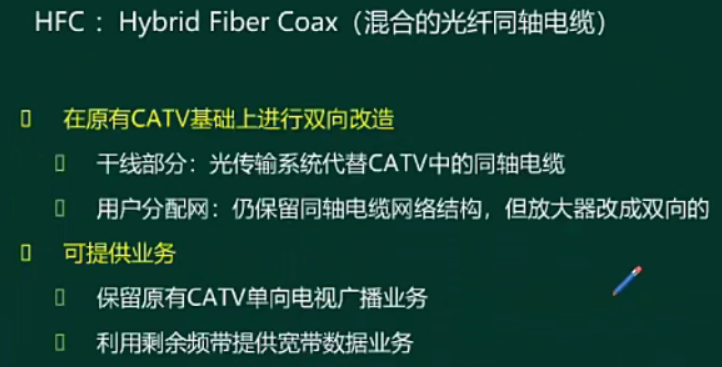 HFC：Hybrid Fiber Coax（混合的光纤同轴电缆）
在原有CATV基础上进行双向改造
干线部分：光传输系统代替CATV中的同轴电缆
用户分配网：仍保留同轴电缆网络结构，但放大器改成双向的
可提供业务
保留原有CATV单向电视广播业务
利用剩余频带提供宽带数据业务